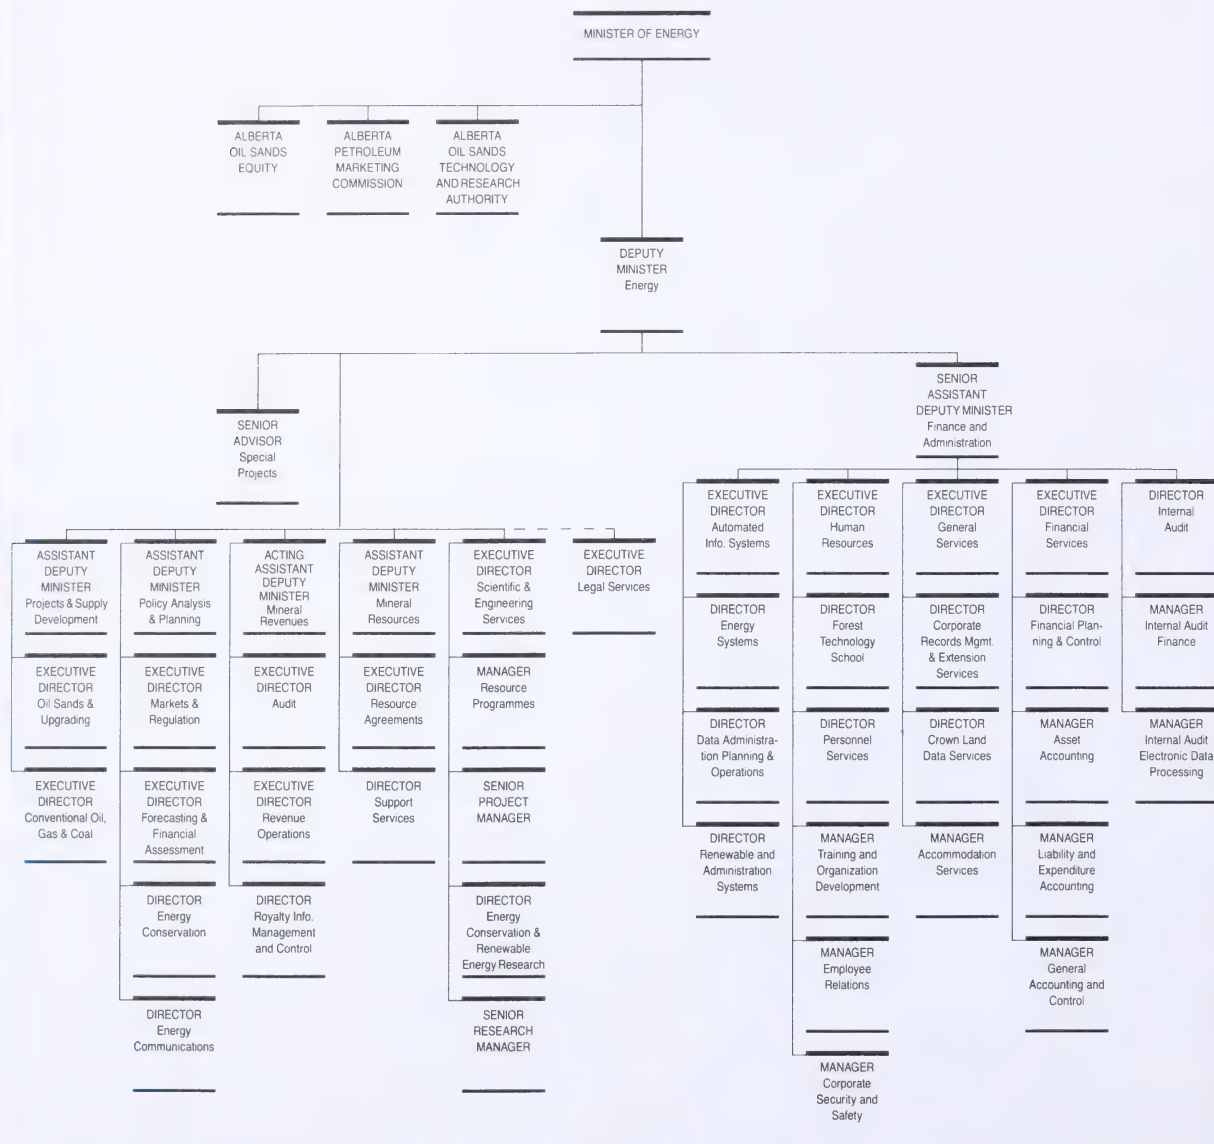 MINISTER OF ENERGY
ALBERTA
OIL SANDS
EQUITY
ALBERTA
PETROLEUM
MARKETING
COMMISSION
ALBERTA
OIL SANDS
TECHNOLOGY
AND RESEARCH
AUTHORITY
DEPUTY
MINISTER
Energy
SENIOR
ADVISOR
Special
Projects
SENIOR
ASSISTANT
DEPUTY MINISTER
Finance and
Administration
ASSISTANT
DEPUTY
MINISTER
Projects & Supply
Development
EXECUTIVE
DIRECTOR
Oil Sands &
Upgrading
EXECUTIVE
DIRECTOR
Conventional Oil,
Gas & Coal
ASSISTANT
DEPUTY
MINISTER
Policy Analysis
& Planning
EXECUTIVE
DIRECTOR
Markets &
Regulation
EXECUTIVE
DIRECTOR
Forecasting &
Financial
Assessment
DIRECTOR
Energy
Conservation
DIRECTOR
Energy
Communications
ACTING
ASSISTANT
DEPUTY
MINISTER
Mineral
Revenues
EXECUTIVE
DIRECTOR
Audit
EXECUTIVE
DIRECTOR
Revenue
Operations
DIRECTOR
Royalty Info.
Management
and Control
ASSISTANT
DEPUTY
MINISTER
Mineral
Resources
EXECUTIVE
DIRECTOR
Resource
Agreements
DIRECTOR
Support
Services
EXECUTIVE
DIRECTOR
Scientific &
Engineering
Services
MANAGER
Resource
Programmes
SENIOR
PROJECT
MANAGER
DIRECTOR
Energy
Conservation &
Renewable
Energy Research
SENIOR
RESEARCH
MANAGER
EXECUTIVE
DIRECTOR
Legal Services
EXECUTIVE
DIRECTOR
Automated
Info. Systems
DIRECTOR
Energy
Systems
DIRECTOR
Data Administra-
tion Planning &
Operations
DIRECTOR
Renewable and
Administration
Systems
EXECUTIVE
DIRECTOR
Human
Resources
DIRECTOR
Forest
Technology
School
DIRECTOR
Personnel
Services
MANAGER
Training and
Organization
Development
MANAGER
Employee
Relations
MANAGER
Corporate
Security and
Safety
EXECUTIVE
DIRECTOR
General
Services
DIRECTOR
Corporate
Records Mgmt.
& Extension
Services
DIRECTOR
Crown Land
Data Services
MANAGER
Accommodation
Services
EXECUTIVE
DIRECTOR
Financial
Services
DIRECTOR
Financial Plan-
ning & Control
MANAGER
Asset
Accounting
MANAGER
Liability and
Expenditure
Accounting
MANAGER
General
Accounting and
Control
DIRECTOR
Internal
Audit
MANAGER
Internal Audit
Finance
MANAGER
Internal Audit
Electronic Data
Processing